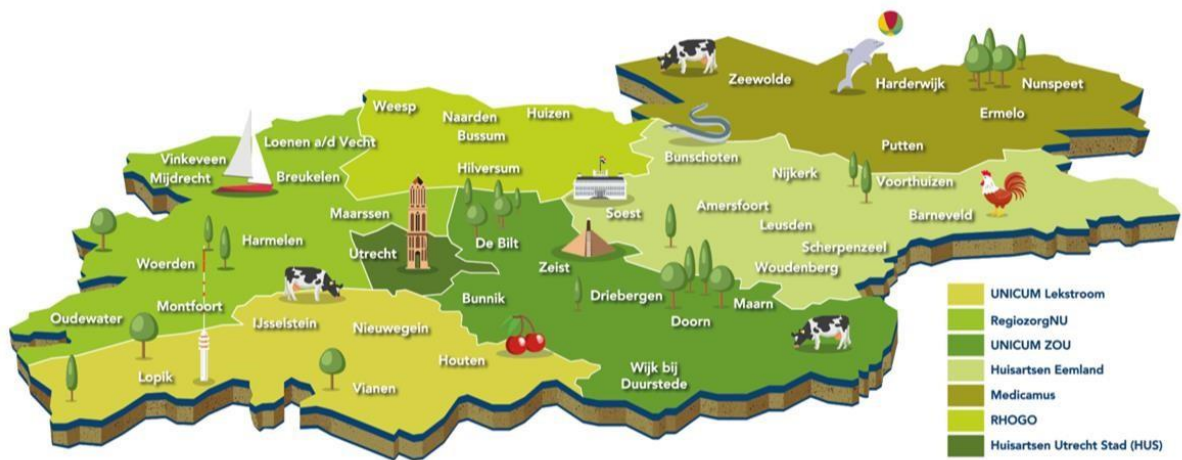 Zeewolde
Harderwijk
Nunspeet
Ermelo
Putten
Weesp
Naarden
Bussum
Huizen
Hilversum
Loenen a/d Vecht
Vinkeveen
Mijdrecht
Breukelen
Maarssen
Harmelen
Woerden
Montfoort
Oudewater
Utrecht
De Bilt
Zeist
Bunnik
Driebergen
Maarn
Doorn
Wijk bij
Duurstede
Bunschoten
Nijkerk
Voorthuizen
Soest
Amersfoort
Leusden
Barneveld
Scherpenzeel
Woudenberg
IJsselstein
Nieuwegein
Houten
Lopik
Vianen
UNICUM Lekstroom
RegiozorgNU
UNICUM ZOU
Huisartsen Eemland
Medicamus
RHOGO
Huisartsen Utrecht Stad (HUS)